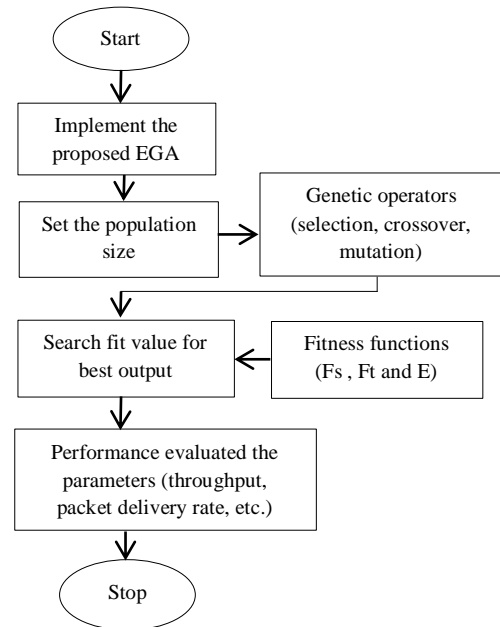 Start
Implement the
proposed EGA
Set the population
size
Genetic operators
(selection, crossover,
mutation)
Search fit value for
best output
Fitness functions
(Fs , Ft and E)
Performance evaluated the
parameters (throughput,
packet delivery rate, etc.)
Stop